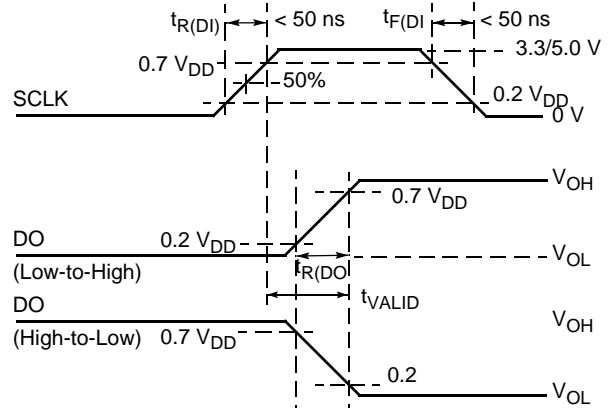 tR(DI) < 50 ns tF(DI < 50 ns
3.3/5.0 V
0.7 VDD
50%
0.2 VDD
SCLK
0 V
VOH
0.7 VDD
DO
0.2 VDD
(Low-to-High)
tR(DO
VOL
tVALID
DO
(High-to-Low)
VOH
0.7 VDD
0.2
VOL